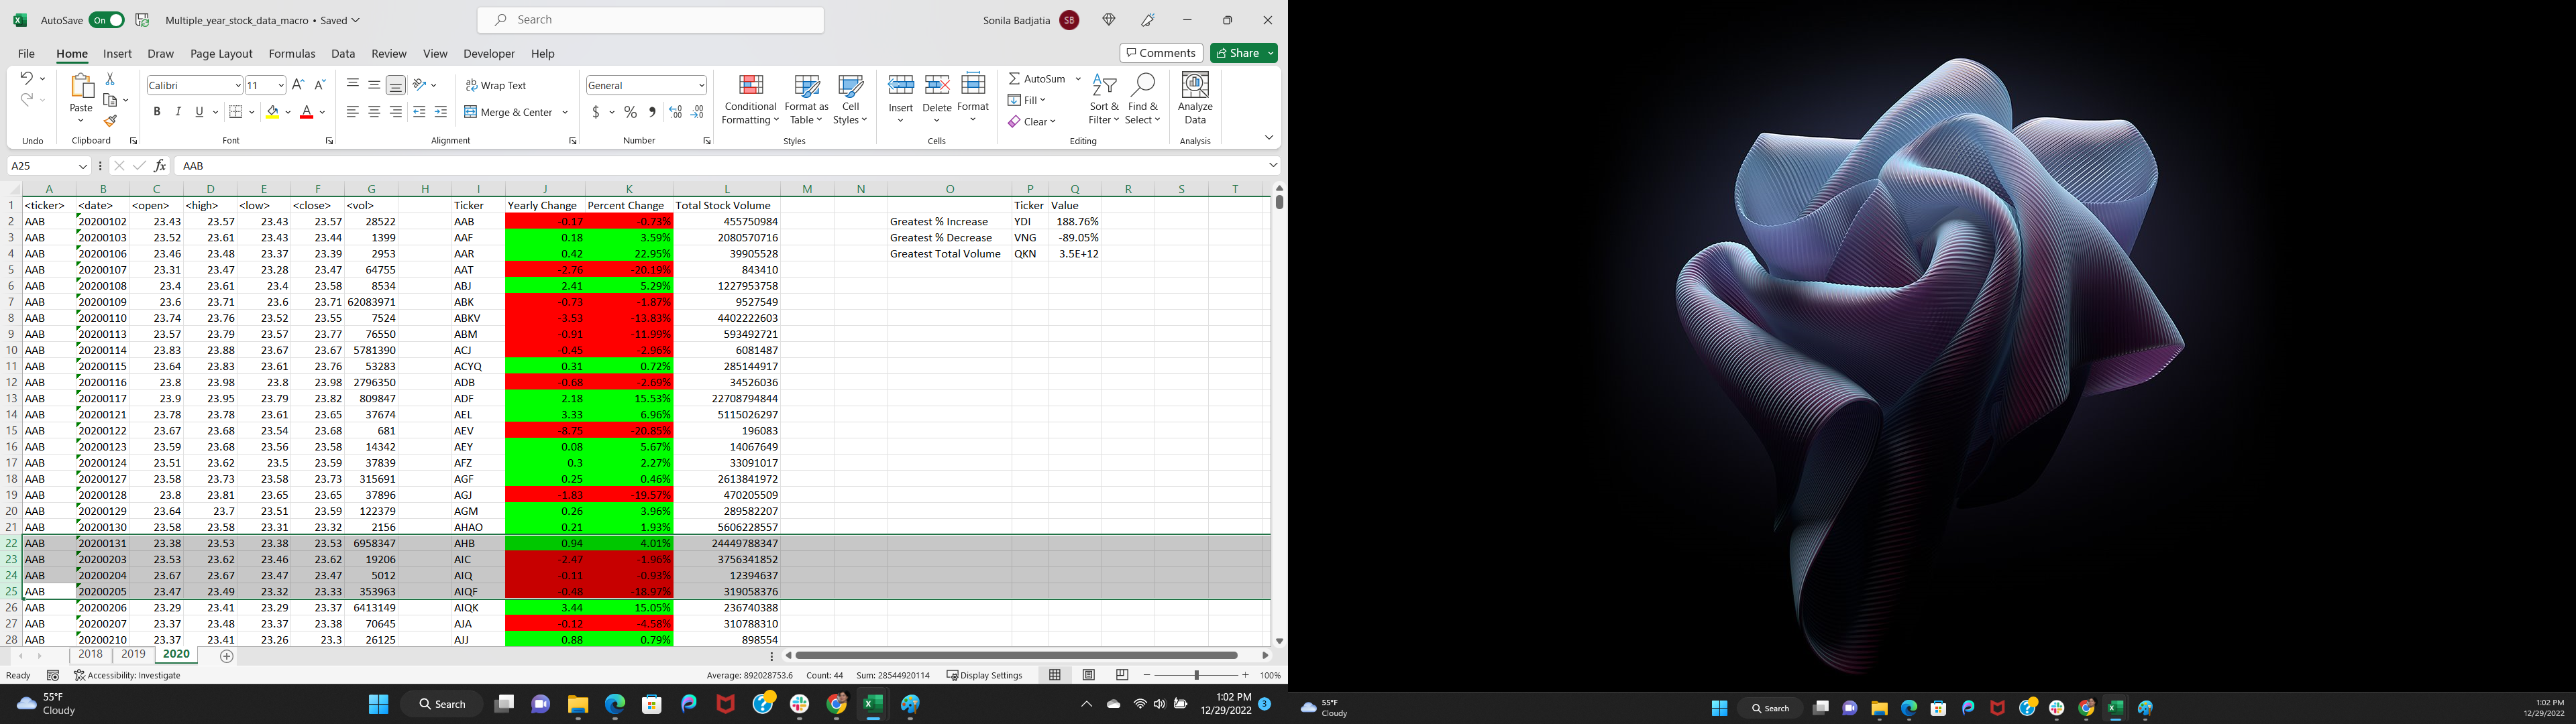 AutoSave On Multiple_year_stock_data_macro • Saved Search Sonila Badjatia SB
File Home Insert Draw Page Layout Formulas Data Review View Developer Help Comments Share
Calibri 11 Wrap Text General AutoSum
Paste Conditional Format as Cell Insert Delete Format Fill Sort & Find & Analyze
B I U Merge & Center $ % Formatting Table Styles Clear Filter Select Data
Undo Clipboard Font Alignment Number Styles Cells Editing Analysis
A25 fx AAB
A B C D E F G H I J K L M N O P Q R S T
1 <ticker> <date> <open> <high> <low> <close> <vol> Ticker Yearly Change Percent Change Total Stock Volume Ticker Value
2 AAB 20200102 23.43 23.57 23.43 23.57 28522 AAB -0.17 -0.73% 455750984 Greatest % Increase YDI 188.76%
3 AAB 20200103 23.52 23.61 23.43 23.44 1399 AAF 0.18 3.59% 2080570716 Greatest % Decrease VNG -89.05%
4 AAB 20200106 23.46 23.48 23.37 23.39 2953 AAR 0.42 22.95% 39905528 Greatest Total Volume QKN 3.5E+12
5 AAB 20200107 23.31 23.47 23.28 23.47 64755 AAT -2.76 -20.19% 843410
6 AAB 20200108 23.4 23.61 23.4 23.58 8534 ABJ 2.41 5.29% 1227953758
7 AAB 20200109 23.6 23.71 23.6 23.71 62083971 ABK -0.73 -1.87% 9527549
8 AAB 20200110 23.74 23.76 23.52 23.55 7524 ABKV -3.53 -13.83% 4402222603
9 AAB 20200113 23.57 23.79 23.57 23.77 76550 ABM -0.91 -11.99% 593492721
10 AAB 20200114 23.83 23.88 23.67 23.67 5781390 ACJ -0.45 -2.96% 6081487
11 AAB 20200115 23.64 23.83 23.61 23.76 53283 ACYQ 0.31 0.72% 285144917
12 AAB 20200116 23.8 23.98 23.8 23.98 2796350 ADB -0.68 -2.69% 34526036
13 AAB 20200117 23.9 23.95 23.79 23.82 809847 ADF 2.18 15.53% 22708794844
14 AAB 20200121 23.78 23.78 23.61 23.65 37674 AEL 3.33 6.96% 5115026297
15 AAB 20200122 23.67 23.68 23.54 23.68 681 AEV -8.75 -20.85% 196083
16 AAB 20200123 23.59 23.68 23.56 23.58 14342 AEY 0.08 5.67% 14067649
17 AAB 20200124 23.51 23.62 23.5 23.59 37839 AFZ 0.3 2.27% 33091017
18 AAB 20200127 23.58 23.73 23.58 23.73 315691 AGF 0.25 0.46% 2613841972
19 AAB 20200128 23.8 23.81 23.65 23.65 37896 AGJ -1.83 -19.57% 470205509
20 AAB 20200129 23.64 23.7 23.51 23.59 122379 AGM 0.26 3.96% 289582207
21 AAB 20200130 23.58 23.58 23.31 23.32 2156 AHAO 0.21 1.93% 5606228557
22 AAB 20200131 23.38 23.53 23.38 23.53 6958347 AHB 0.94 4.01% 24449788347
23 AAB 20200203 23.53 23.62 23.46 23.62 19206 AIC -2.47 -1.96% 3756341852
24 AAB 20200204 23.67 23.67 23.47 23.47 5012 AIQ -0.11 -0.93% 12394637
25 AAB 20200205 23.47 23.49 23.32 23.33 353963 AIQF -0.48 -18.97% 319058376
26 AAB 20200206 23.29 23.41 23.29 23.37 6413149 AIQK 3.44 15.05% 236740388
27 AAB 20200207 23.37 23.48 23.37 23.38 70645 AJA -0.12 -4.58% 310788310
28 AAB 20200210 23.37 23.41 23.26 23.3 26125 AJJ 0.88 0.79% 898554
2018 2019 2020
Ready Accessibility: Investigate Average: 892028753.6 Count: 44 Sum: 28544920114 Display Settings 100%
55°F Search 1:02 PM 3
Cloudy 12/29/2022
55°F Search 1:02 PM
Cloudy 12/29/2022